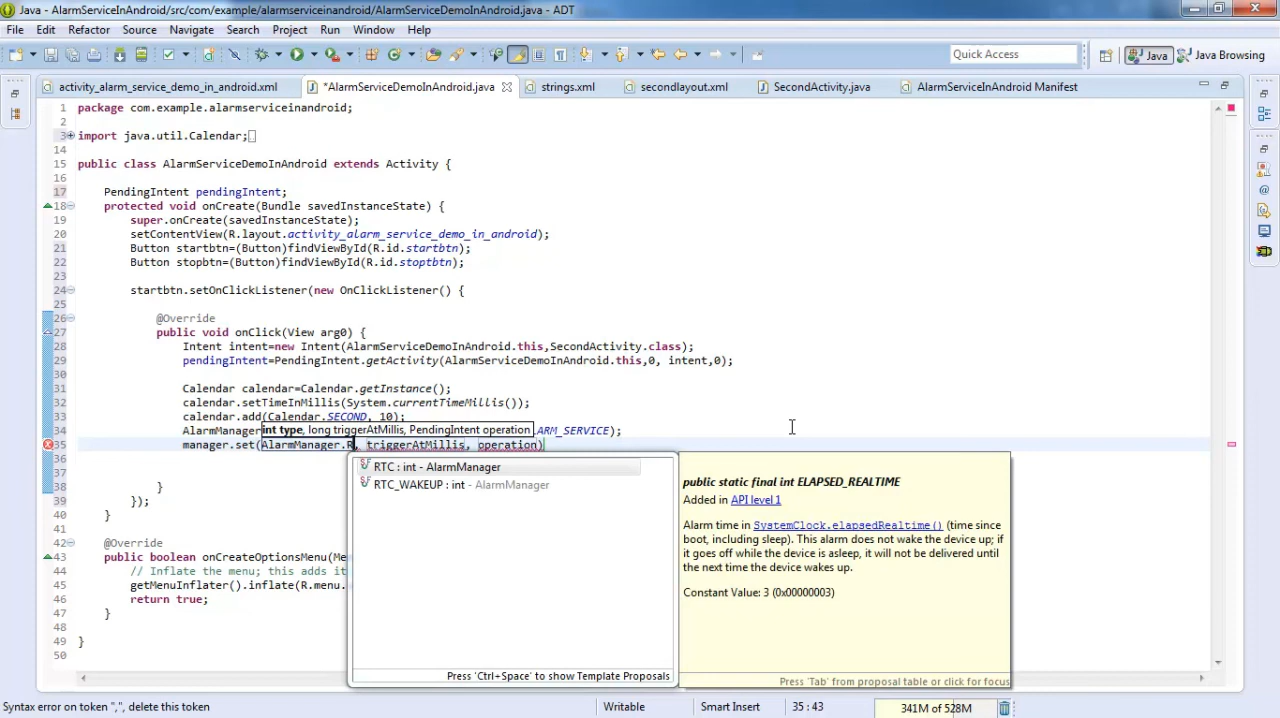 Java - AlarmServiceInAndroid/src/com/example/alarmserviceinandroid/AlarmServiceDemoInAndroid.java - ADT
File Edit Refactor Source Navigate Search Project Run Window Help
Quick Access Java Java Browsing
activity_alarm_service_demo_in_android.xml *AlarmServiceDemoInAndroid.java strings.xml secondlayout.xml SecondActivity.java AlarmServiceInAndroid Manifest
1 package com.example.alarmserviceinandroid;
2
3 import java.util.Calendar;
14
15 public class AlarmServiceDemoInAndroid extends Activity {
16
17 PendingIntent pendingIntent;
18 protected void onCreate(Bundle savedInstanceState) {
19 super.onCreate(savedInstanceState);
20 setContentView(R.layout.activity_alarm_service_demo_in_android);
21 Button startbtn=(Button)findViewById(R.id.startbtn);
22 Button stopbtn=(Button)findViewById(R.id.stoptbtn);
23
24 startbtn.setOnClickListener(new OnClickListener() {
25
26 @Override
27 public void onClick(View arg0) {
28 Intent intent=new Intent(AlarmServiceDemoInAndroid.this,SecondActivity.class);
29 pendingIntent=PendingIntent.getActivity(AlarmServiceDemoInAndroid.this,0, intent,0);
30
31 Calendar calendar=Calendar.getInstance();
32 calendar.setTimeInMillis(System.currentTimeMillis());
33 calendar.add(Calendar.SECOND, 10);
34 AlarmManager int type, long triggerAtMillis, PendingIntent operation ARM_SERVICE);
35 manager.set(AlarmManager.R, triggerAtMillis, operation)
36
37
38 }
39 });
40 }
41
42 @Override
43 public boolean onCreateOptionsMenu(Me
44 // Inflate the menu; this adds it
45 getMenuInflater().inflate(R.menu.
46 return true;
47 }
48
49 }
50
RTC : int - AlarmManager
RTC_WAKEUP : int - AlarmManager
Press 'Ctrl+Space' to show Template Proposals
public static final int ELAPSED_REALTIME
Added in API level 1
Alarm time in SystemClock.elapsedRealtime() (time since
boot, including sleep). This alarm does not wake the device up; if
it goes off while the device is asleep, it will not be delivered until
the next time the device wakes up.
Constant Value: 3 (0x00000003)
Press 'Tab' from proposal table or click for focus
Syntax error on token ",", delete this token Writable Smart Insert 35 : 43 341M of 528M